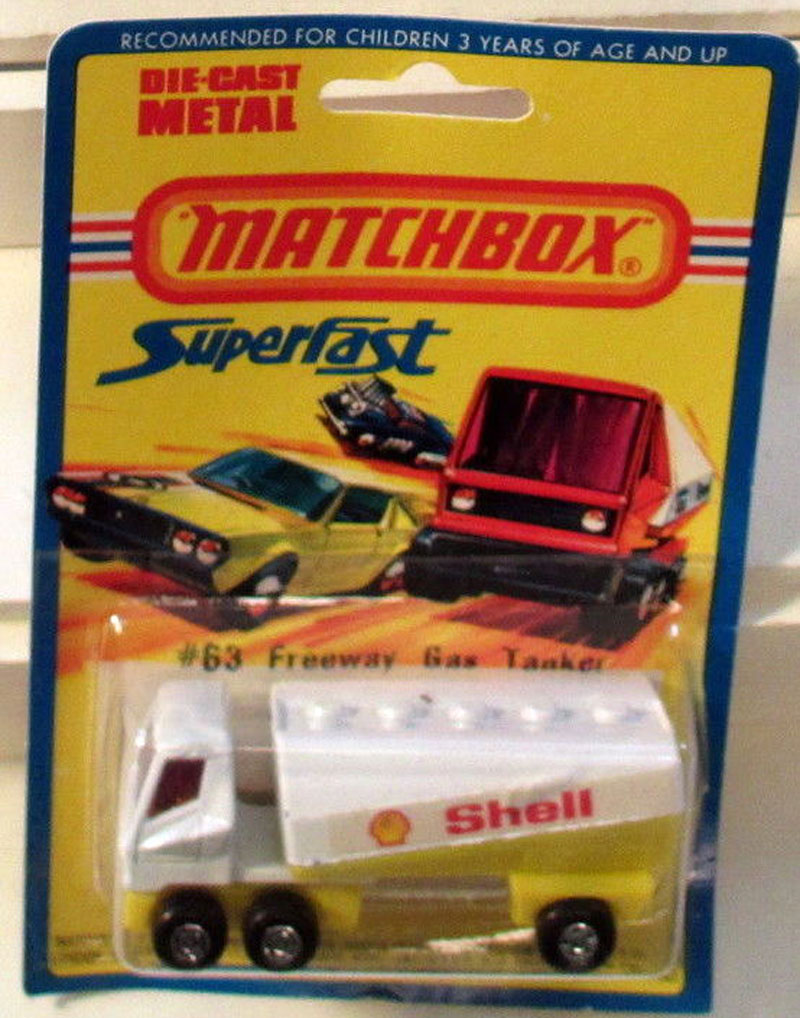 RECOMMENDED FOR CHILDREN 3 YEARS OF AGE AND UP
DIE-CAST
METAL
"MATCHBOX"®
Superfast
#63 Freeway Gas Tanker
Shell